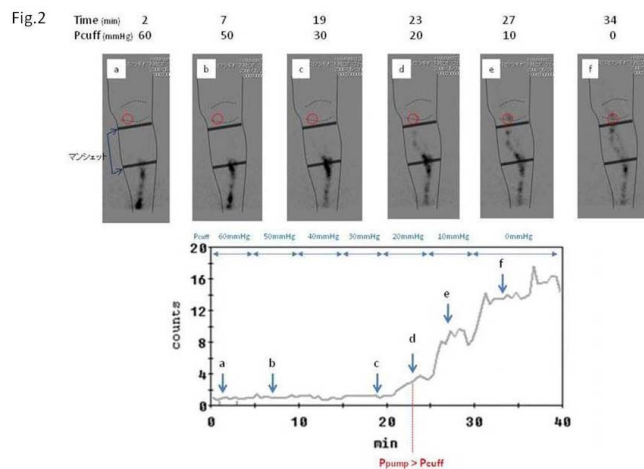 Fig.2
Time (min) 2 7 19 23 27 34
Pcuff (mmHg) 60 50 30 20 10 0
a b c d e f
マンシェット
Pcuff 60mmHg 50mmHg 40mmHg 30mmHg 20mmHg 10mmHg 0mmHg
20
16
12
8
4
0
counts
a b c d e f
0 10 20 30 40
min
Ppump > Pcuff